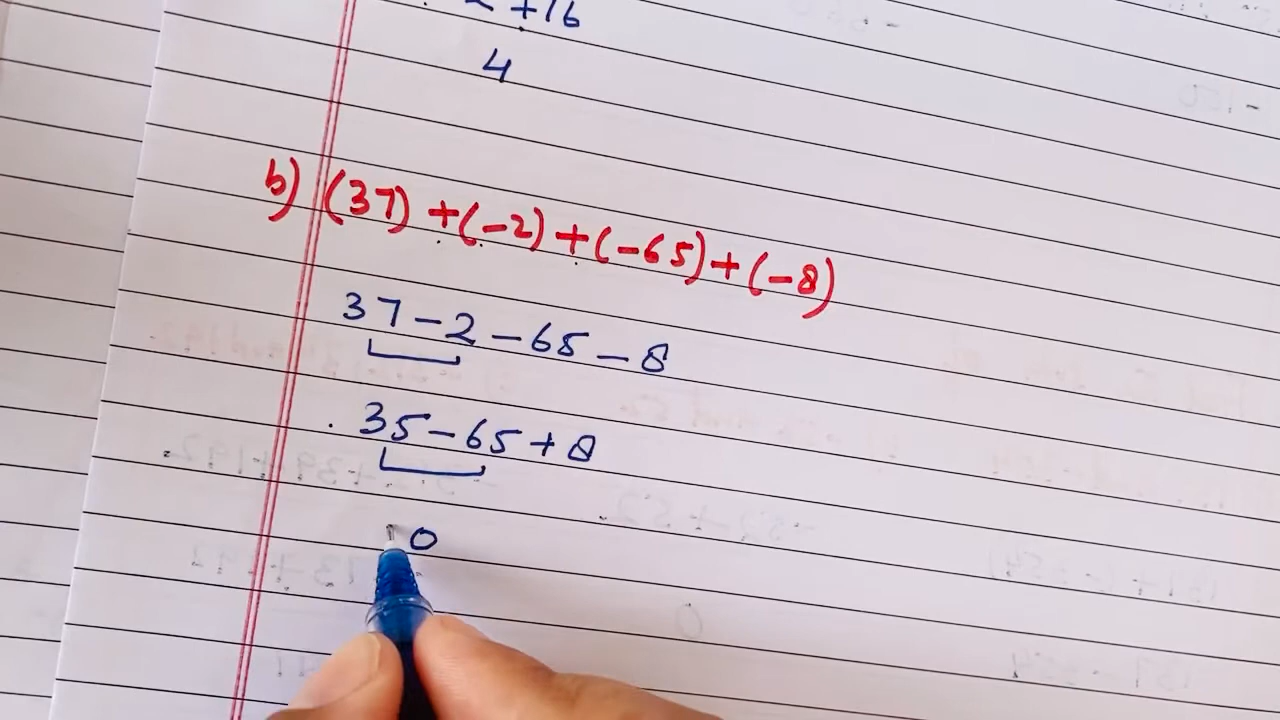 +16
4
b) (37) +(-2) + (-65) + (-8)
37 - 2 - 65 - 8
35 - 65 + 8
0